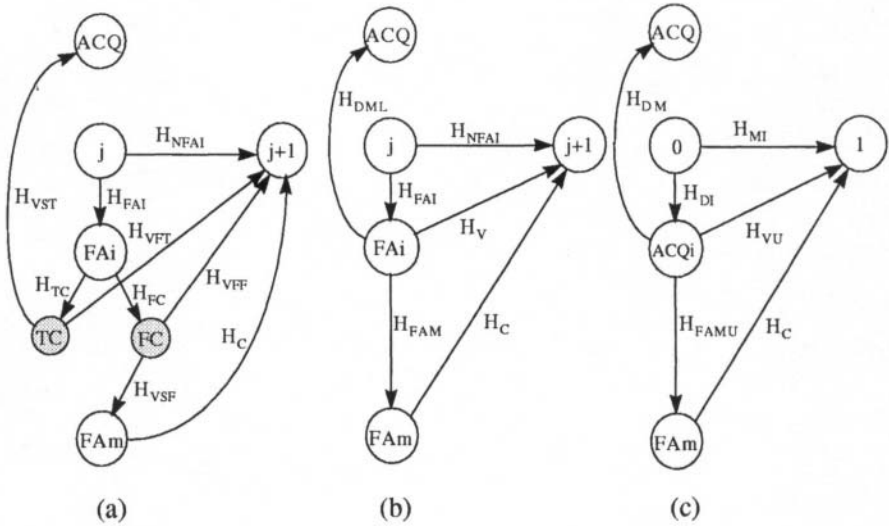 ACQ
H_NFAI
j
j+1
H_FAI
H_VST
H_VFT
FAi
H_TC
H_FC
H_VFF
TC
FC
H_C
H_VSF
FAm
(a)
ACQ
H_DML
H_NFAI
j
j+1
H_FAI
H_V
FAi
H_FAM
H_C
FAm
(b)
ACQ
H_DM
H_MI
0
1
H_DI
H_VU
ACQi
H_FAMU
H_C
FAm
(c)